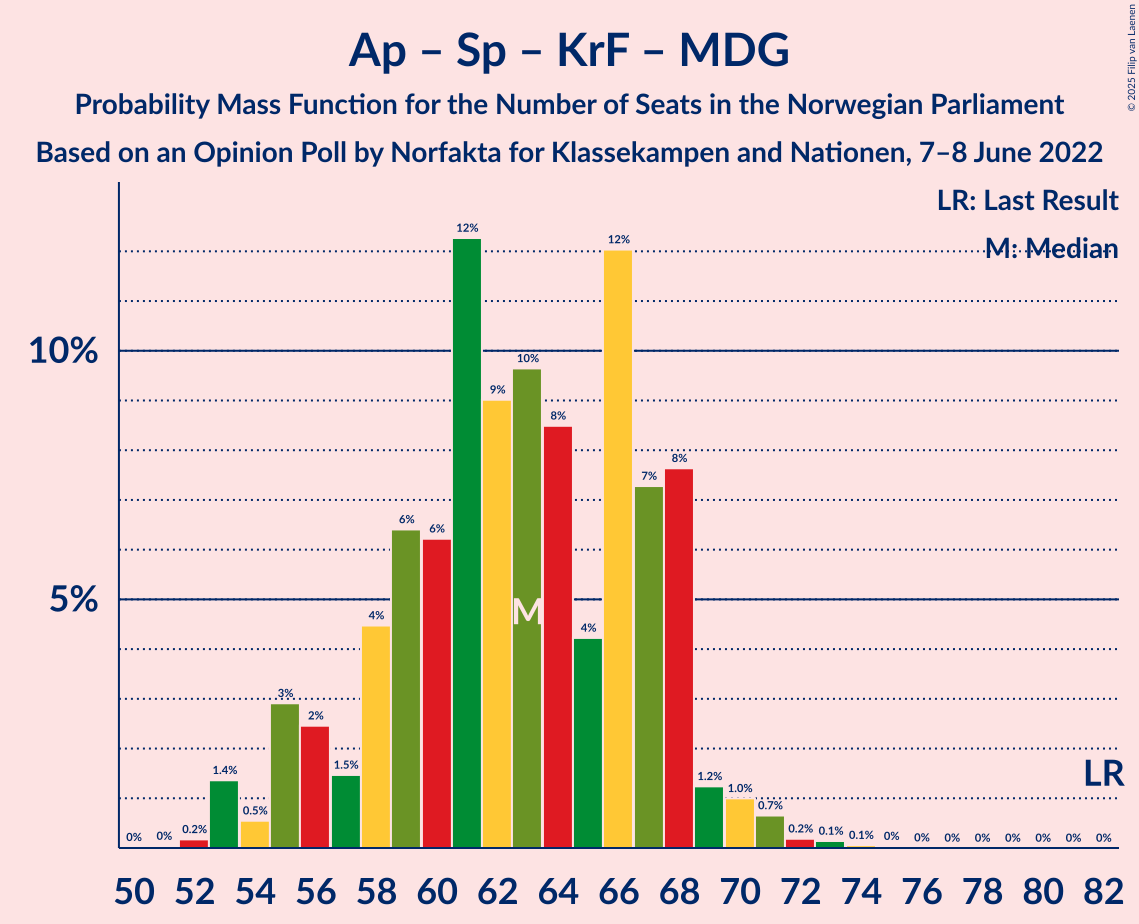 © 2025 Filip van Laenen
Ap – Sp – KrF – MDG
Probability Mass Function for the Number of Seats in the Norwegian Parliament
Based on an Opinion Poll by Norfakta for Klassekampen and Nationen, 7–8 June 2022
LR: Last Result
M: Median
10%
5%
0% 0% 0.2% 1.4% 0.5% 3% 2% 1.5% 4% 6% 6% 12% 9% 10% 8% 4% 12% 7% 8% 1.2% 1.0% 0.7% 0.2% 0.1% 0.1% 0% 0% 0% 0% 0% 0% 0% 0%
M
LR
50 52 54 56 58 60 62 64 66 68 70 72 74 76 78 80 82